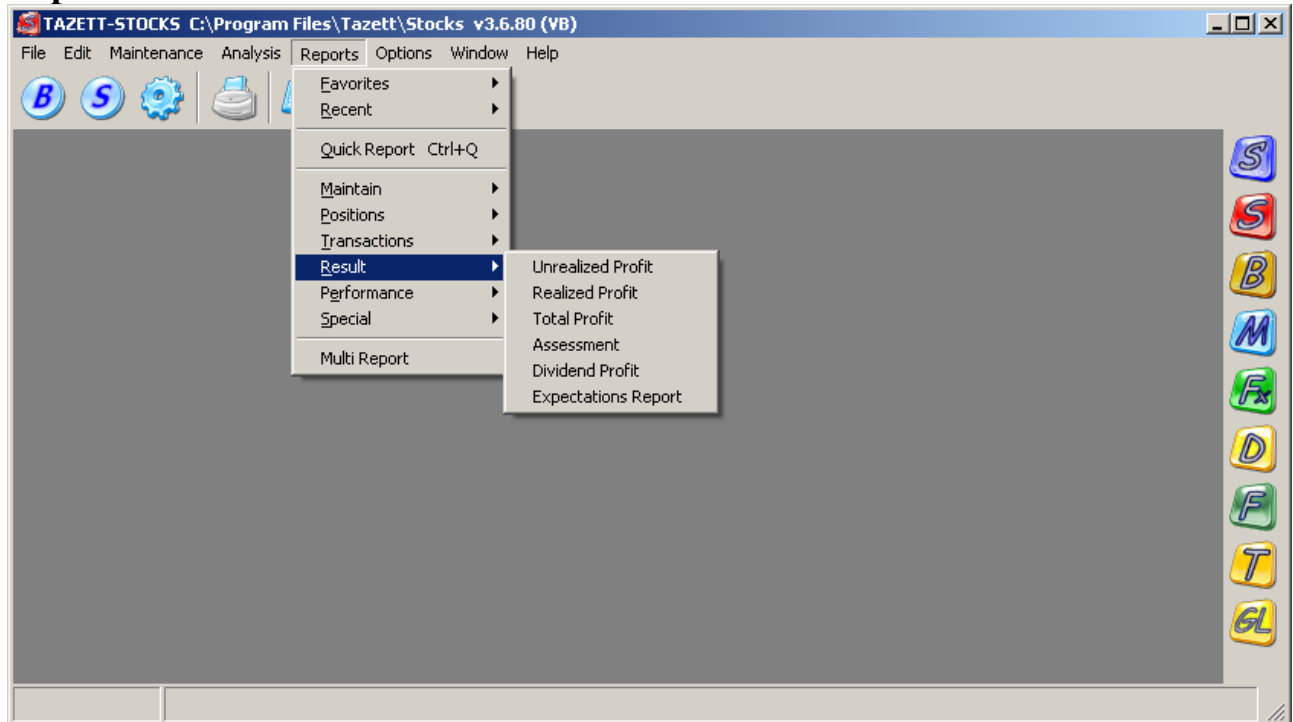 TAZETT-STOCKS C:\Program Files\Tazett\Stocks v3.6.80 (VB)
File Edit Maintenance Analysis Reports Options Window Help
B S
Favorites
Recent
Quick Report Ctrl+Q
Maintain
Positions
Transactions
Result
Performance
Special
Multi Report
Unrealized Profit
Realized Profit
Total Profit
Assessment
Dividend Profit
Expectations Report
S
S
B
M
Fx
D
F
T
GL